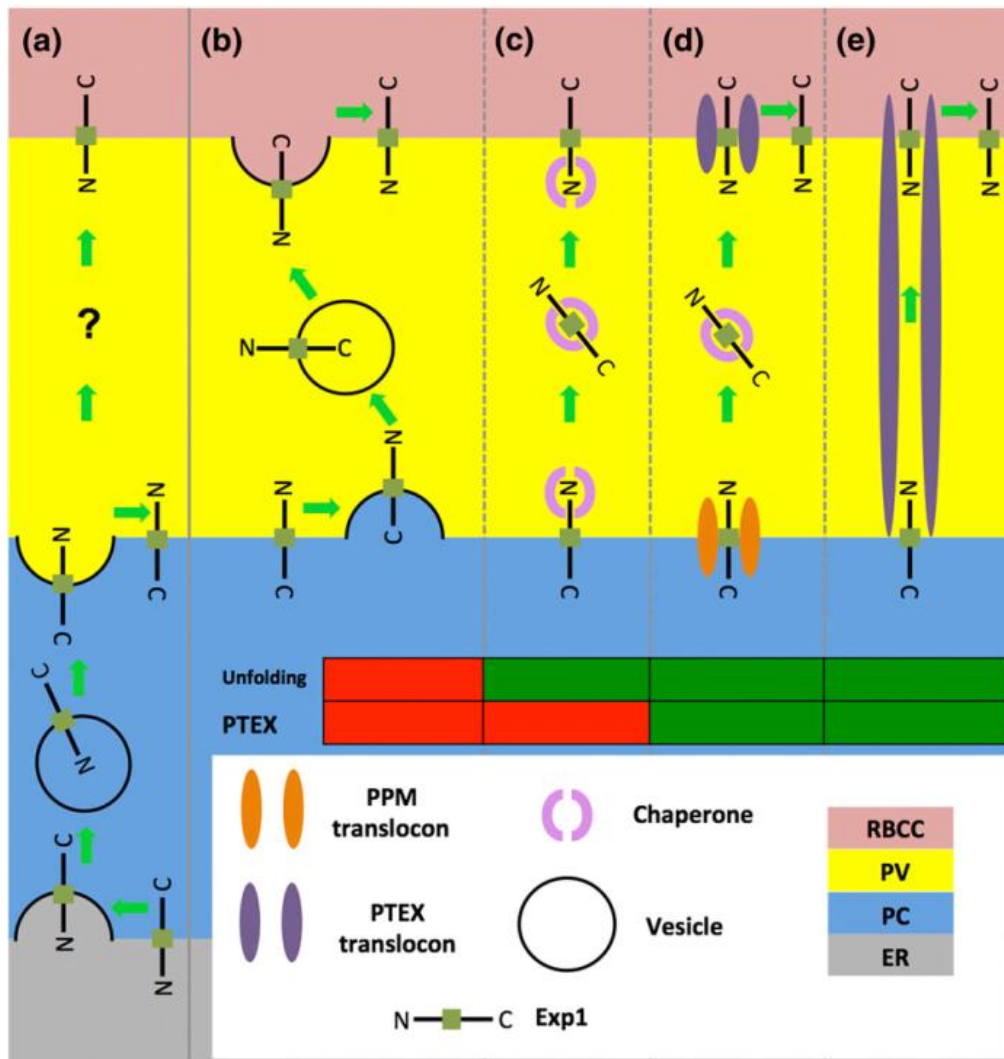 (a)
C
N
?
N
N
C
C
C
N
C
C
N
N
(b)
C
C
N
N
N C
N
N
C
C
(c)
C
N
N
C
N
C
(d)
C C
N N
N
C
N
C
(e)
C C
N N
N
C
Unfolding
PTEX
PPM
translocon
Chaperone
PTEX
translocon
Vesicle
N C Exp1
RBCC
PV
PC
ER